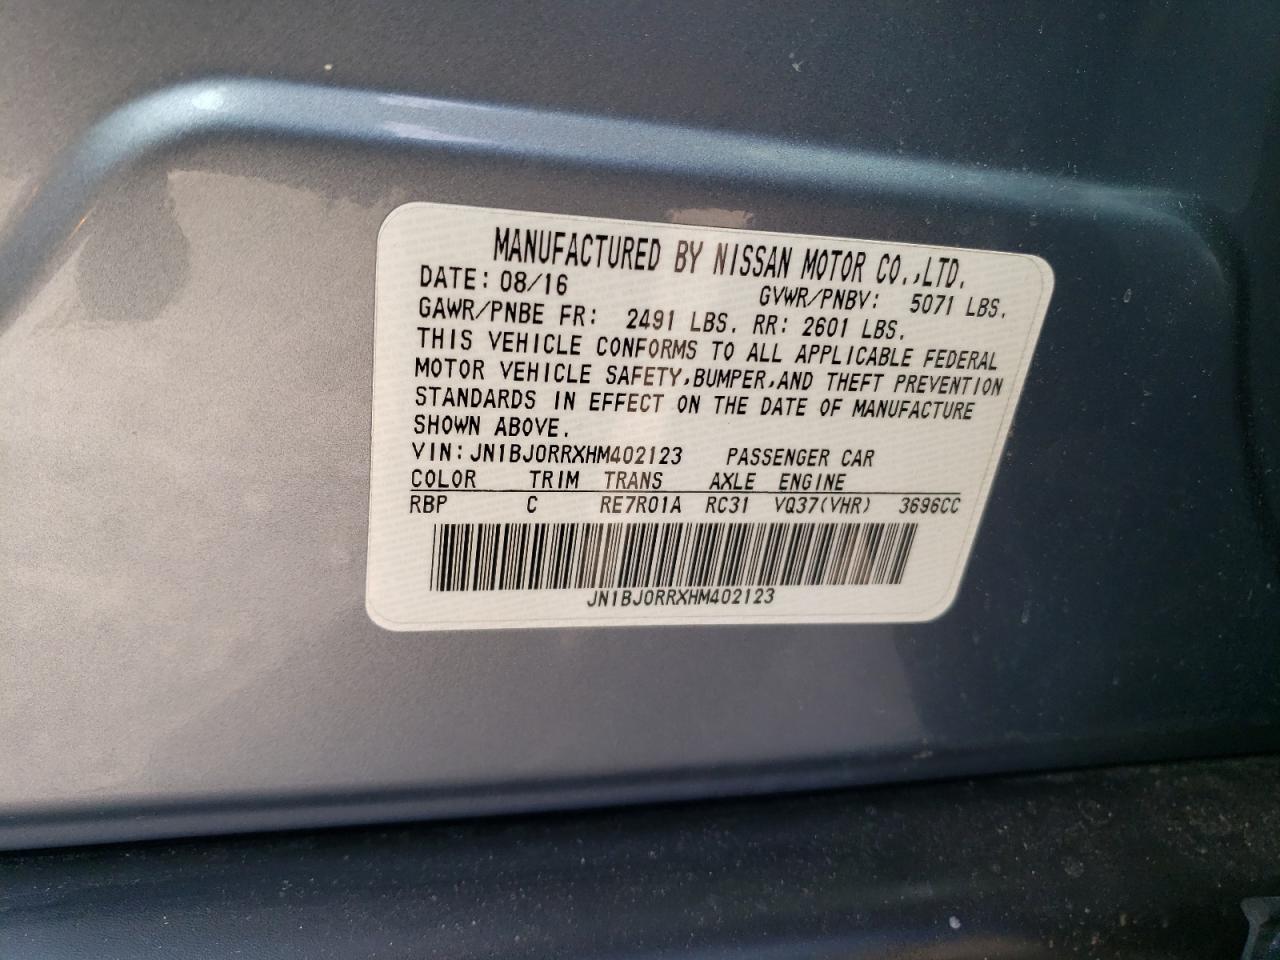 MANUFACTURED BY NISSAN MOTOR CO.,LTD.
DATE: 08/16 GVWR/PNBV: 5071 LBS.
GAWR/PNBE FR: 2491 LBS. RR: 2601 LBS.
THIS VEHICLE CONFORMS TO ALL APPLICABLE FEDERAL
MOTOR VEHICLE SAFETY,BUMPER,AND THEFT PREVENTION
STANDARDS IN EFFECT ON THE DATE OF MANUFACTURE
SHOWN ABOVE.
VIN: JN1BJ0RRXHM402123 PASSENGER CAR
COLOR TRIM TRANS AXLE ENGINE
RBP C RE7R01A RC31 VQ37(VHR) 3696CC
JN1BJ0RRXHM402123